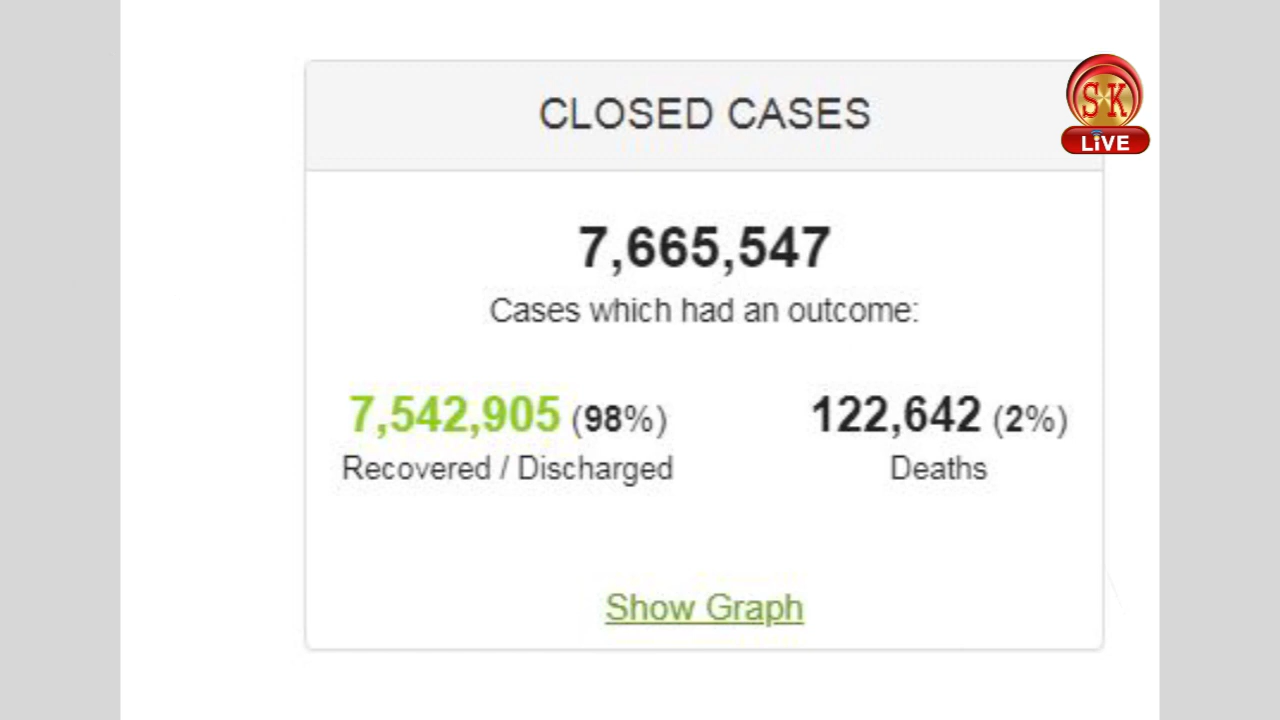 CLOSED CASES
SK
LiVE
7,665,547
Cases which had an outcome:
7,542,905 (98%) 122,642 (2%)
Recovered / Discharged Deaths
Show Graph